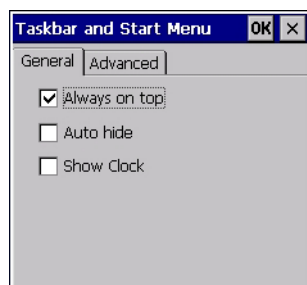 Taskbar and Start Menu OK ×
General Advanced
Always on top
Auto hide
Show Clock